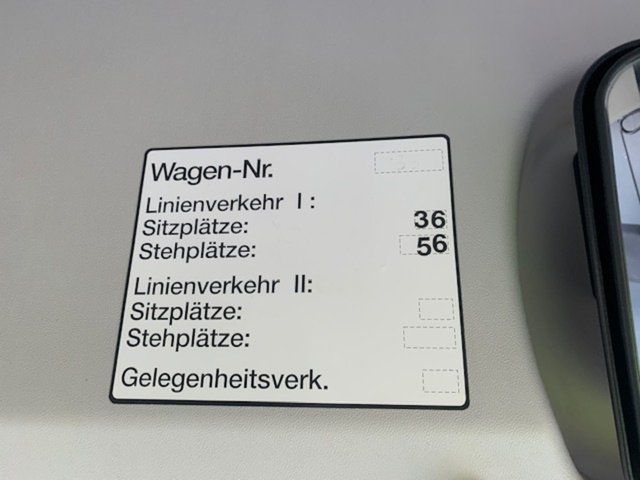 Wagen-Nr.
Linienverkehr I:
Sitzplätze: 36
Stehplätze: 56
Linienverkehr II:
Sitzplätze:
Stehplätze:
Gelegenheitsverk.